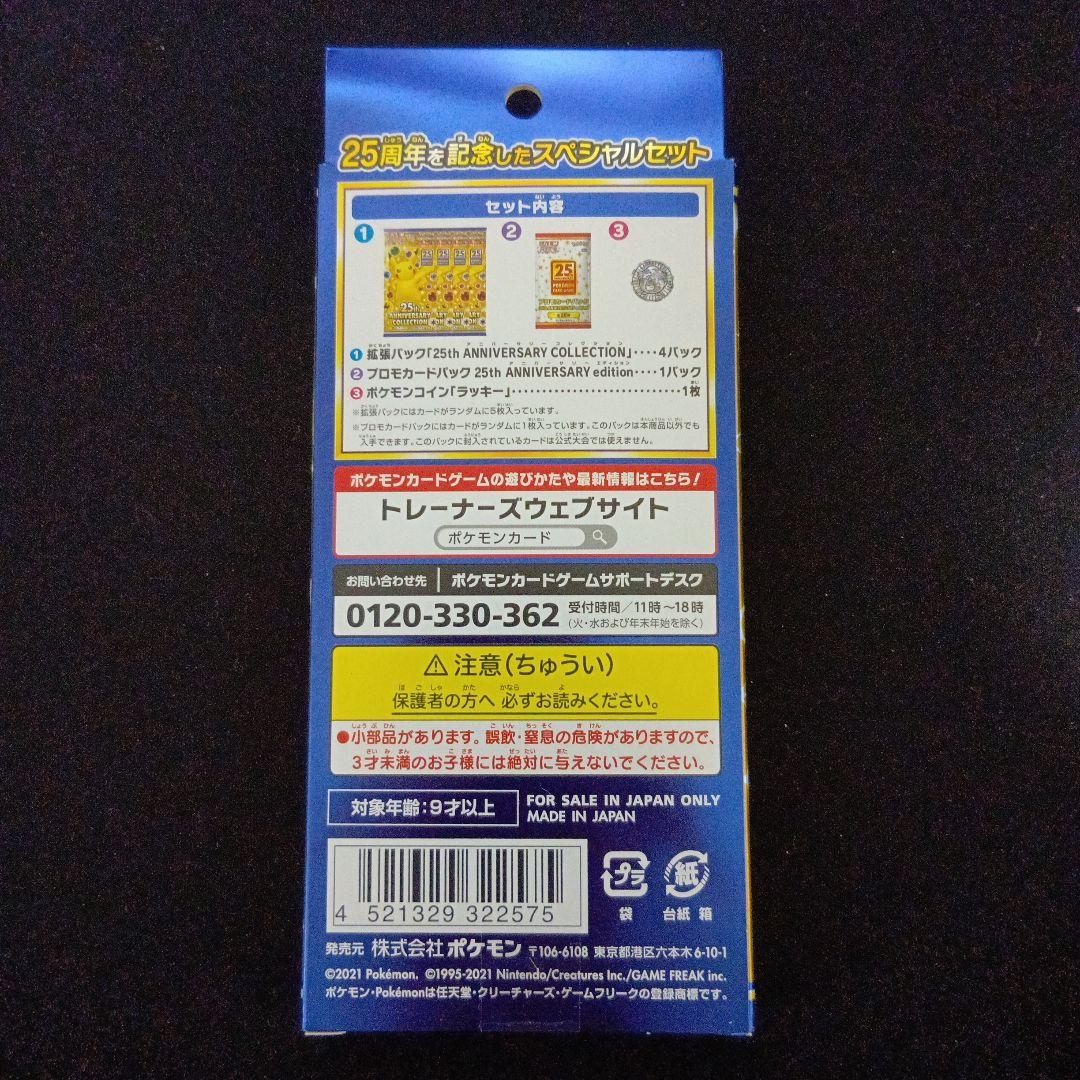 25周年を記念したスペシャルセット
セット内容
1 2 3
25th
ANNIVERSARY
COLLECTION
25
プロモカードパック
❶ 拡張パック「25th ANNIVERSARY COLLECTION」‥‥4パック
❷ プロモカードパック 25th ANNIVERSARY edition‥‥1パック
❸ ポケモンコイン「ラッキー」‥‥‥‥‥‥‥‥‥‥1枚
※拡張パックにはカードがランダムに5枚入っています。
※プロモカードパックにはカードがランダムに1枚入っています。このパックは本商品以外でも
入手できます。このパックに封入されているカードは公式大会では使えません。
ポケモンカードゲームの遊びかたや最新情報はこちら!
トレーナーズウェブサイト
ポケモンカード
お問い合わせ先 ポケモンカードゲームサポートデスク
0120-330-362 受付時間/11時~18時
(火・水および年末年始を除く)
⚠ 注意(ちゅうい)
保護者の方へ 必ずお読みください。
●小部品があります。誤飲・窒息の危険がありますので、
3才未満のお子様には絶対に与えないでください。
対象年齢:9才以上
FOR SALE IN JAPAN ONLY
MADE IN JAPAN
4 521329 322575
プラ 紙
袋 台紙 箱
発売元 株式会社ポケモン 〒106-6108 東京都港区六本木6-10-1
©2021 Pokémon. ©1995-2021 Nintendo/Creatures Inc./GAME FREAK inc.
ポケモン・Pokémonは任天堂・クリーチャーズ・ゲームフリークの登録商標です。